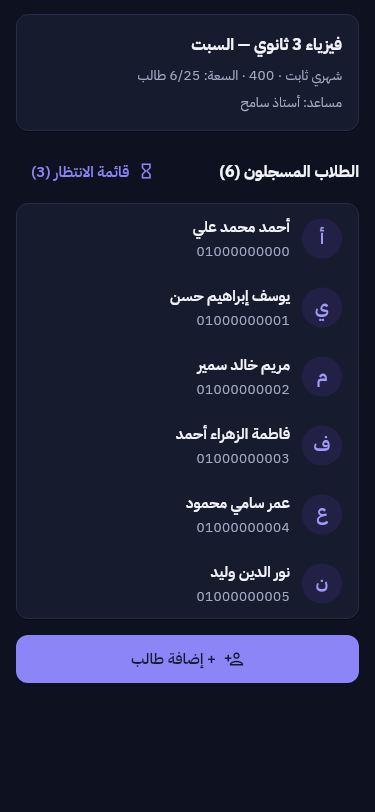 فيزياء 3 ثانوي — السبت
شهري ثابت · 400 · السعة: 6/25 طالب
مساعد: أستاذ سامح
الطلاب المسجلون (6)
قائمة الانتظار (3)
أ
أحمد محمد علي
01000000000
ي
يوسف إبراهيم حسن
01000000001
م
مريم خالد سمير
01000000002
ف
فاطمة الزهراء أحمد
01000000003
ع
عمر سامي محمود
01000000004
ن
نور الدين وليد
01000000005
+ إضافة طالب